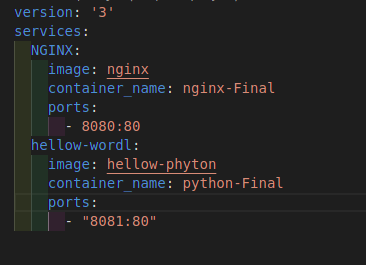 version: '3'
services:
NGINX:
image: nginx
container_name: nginx-Final
ports:
- 8080:80
hellow-wordl:
image: hellow-phyton
container_name: python-Final
ports:
- "8081:80"